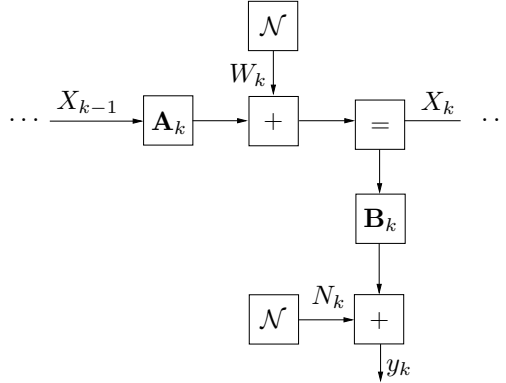 𝒩
W_k
… X_{k−1} A_k + = X_k ‥
B_k
𝒩 N_k +
y_k